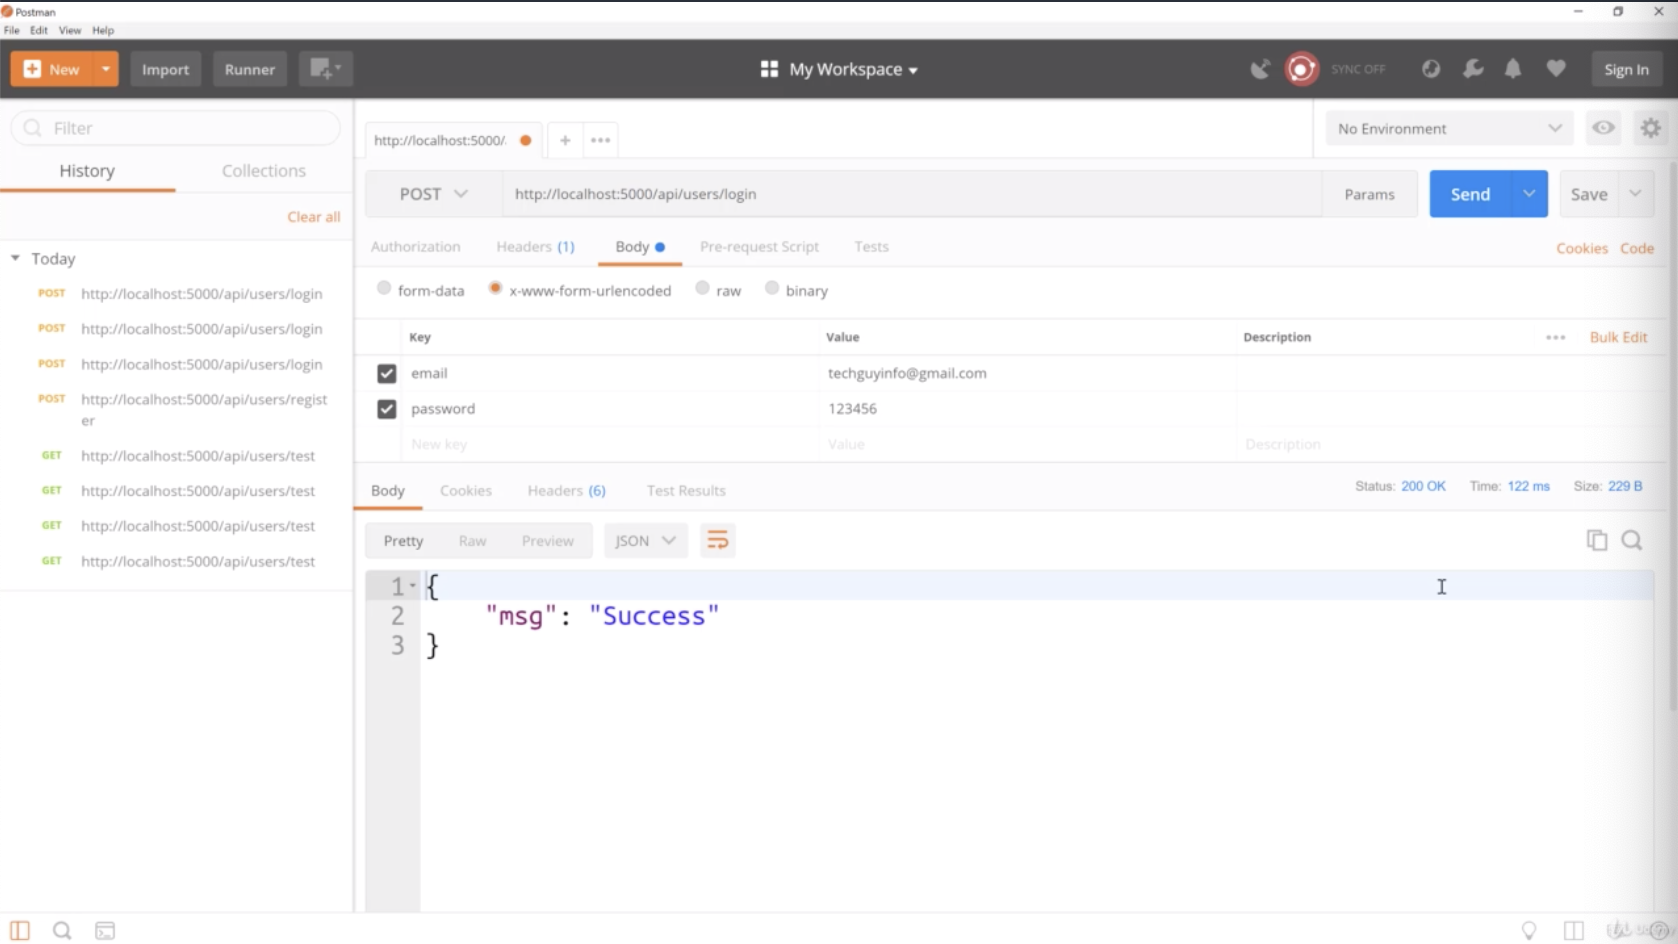 Postman
File Edit View Help
New Import Runner My Workspace SYNC OFF Sign In
Filter
History Collections
Clear all
Today
POST http://localhost:5000/api/users/login
POST http://localhost:5000/api/users/login
POST http://localhost:5000/api/users/login
POST http://localhost:5000/api/users/regist
er
GET http://localhost:5000/api/users/test
GET http://localhost:5000/api/users/test
GET http://localhost:5000/api/users/test
GET http://localhost:5000/api/users/test
http://localhost:5000/ + •••
No Environment
POST http://localhost:5000/api/users/login Params Send Save
Authorization Headers (1) Body Pre-request Script Tests Cookies Code
form-data x-www-form-urlencoded raw binary
Key Value Description ••• Bulk Edit
email techguyinfo@gmail.com
password 123456
New key Value Description
Body Cookies Headers (6) Test Results Status: 200 OK Time: 122 ms Size: 229 B
Pretty Raw Preview JSON
1 {
2 "msg": "Success"
3 }